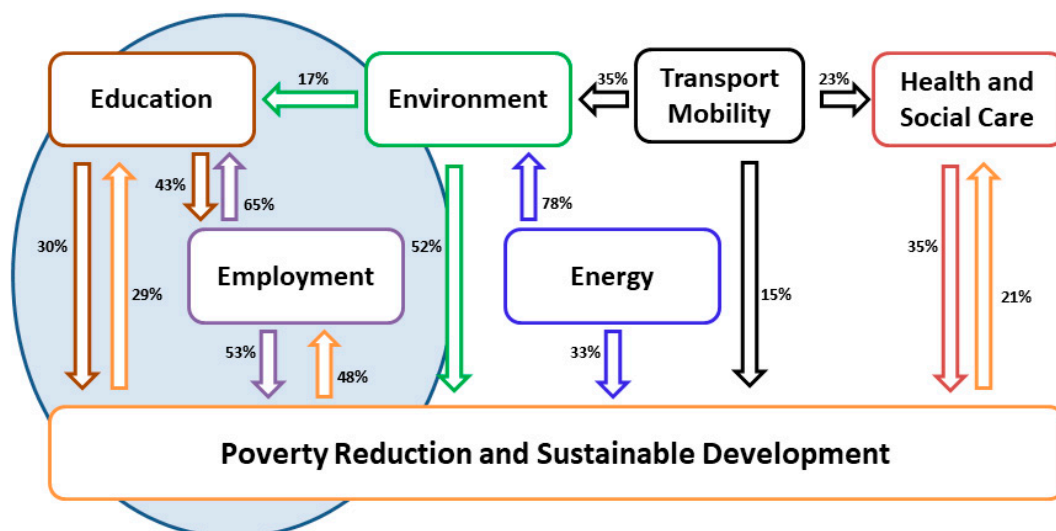 17%
35%
23%
Education
Environment
Transport
Mobility
Health and
Social Care
43%
65%
78%
30%
52%
35%
Employment
Energy
29%
15%
21%
53%
48%
33%
Poverty Reduction and Sustainable Development